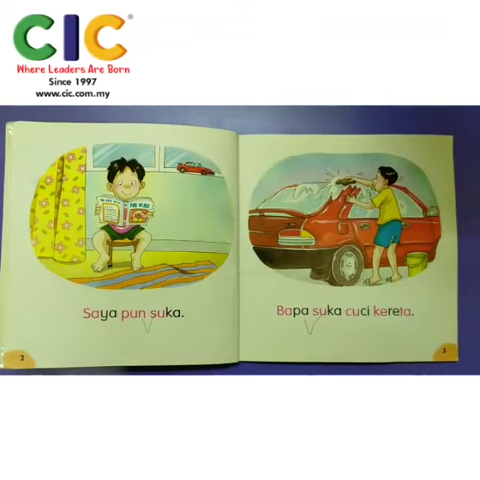 CIC®
Where Leaders Are Born
Since 1997
www.cic.com.my
Saya pun suka.
2
Bapa suka cuci kereta.
3